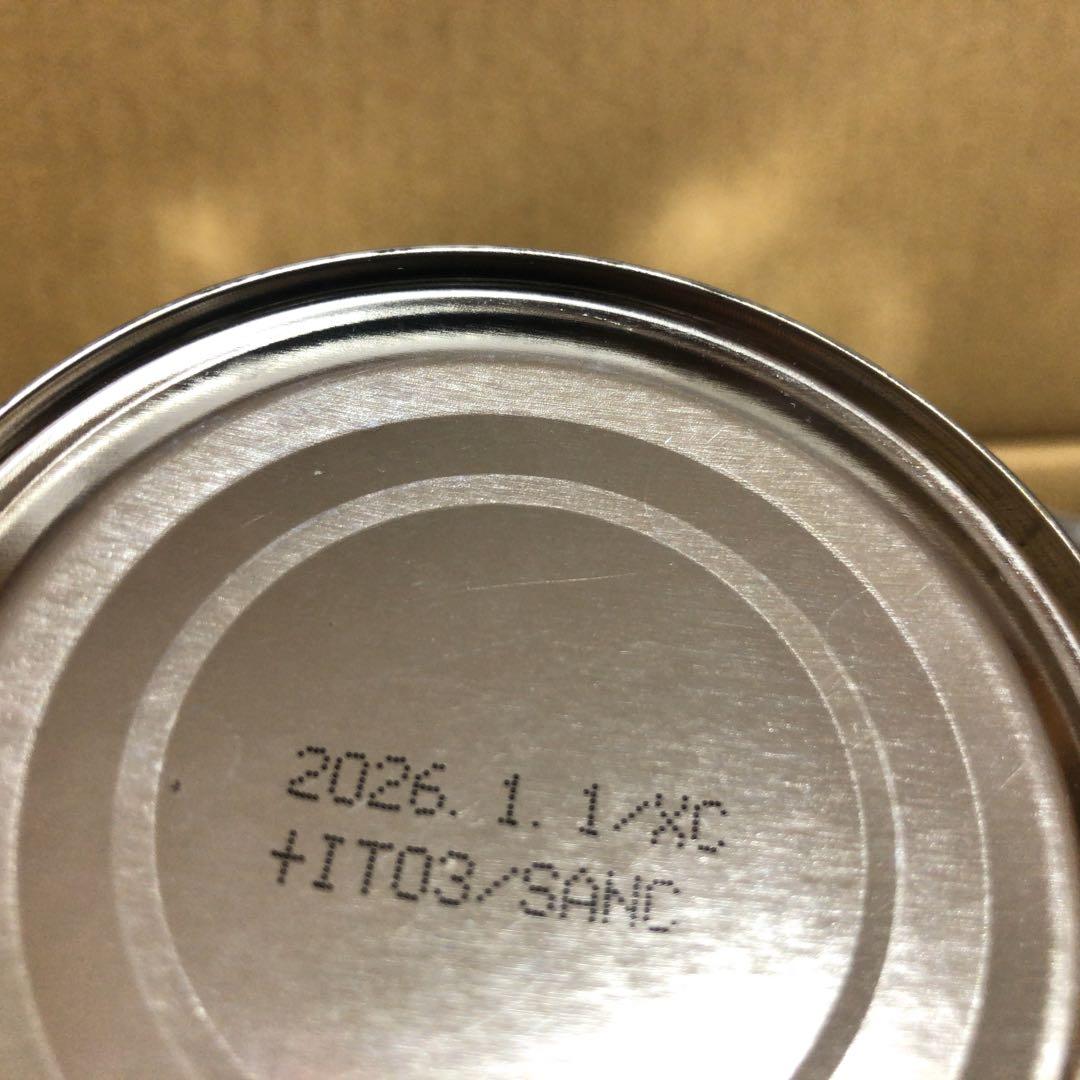 2026. 1. 1/XC
+IT03/SANC